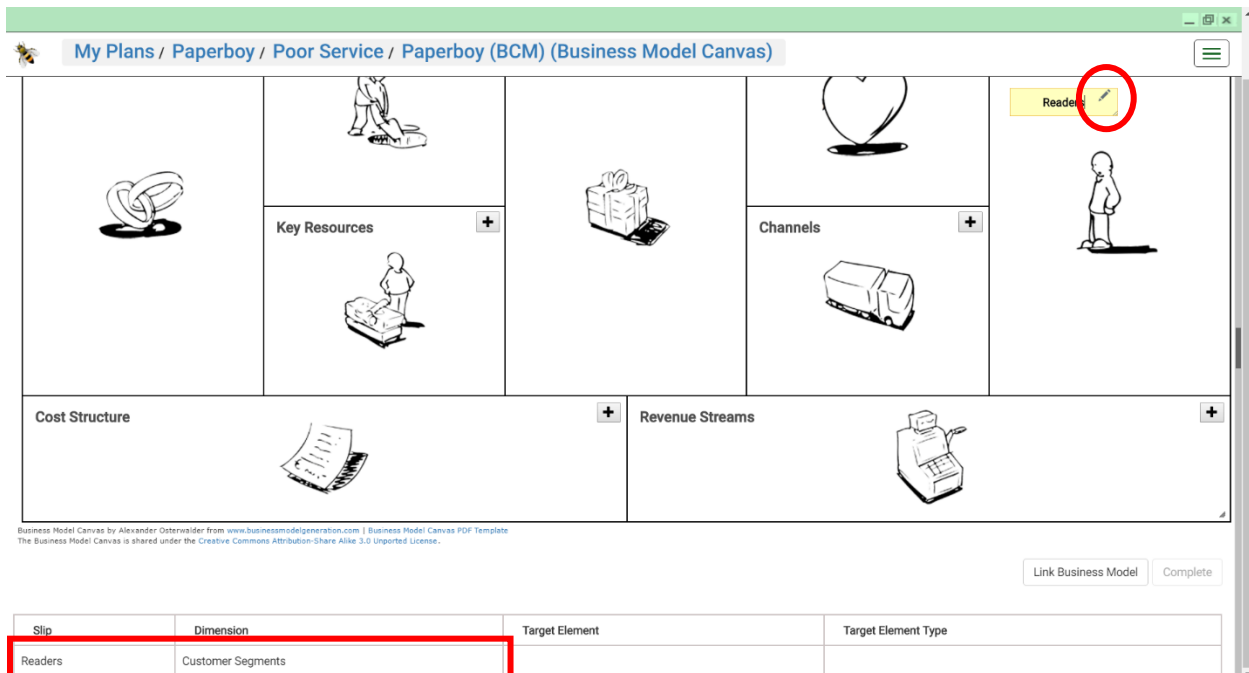 My Plans / Paperboy / Poor Service / Paperboy (BCM) (Business Model Canvas)
Readers
Key Resources
Channels
Cost Structure
Revenue Streams
Business Model Canvas by Alexander Osterwalder from www.businessmodelgeneration.com | Business Model Canvas PDF Template
The Business Model Canvas is shared under the Creative Commons Attribution-Share Alike 3.0 Unported License.
Link Business Model Complete
Slip Dimension Target Element Target Element Type
Readers Customer Segments